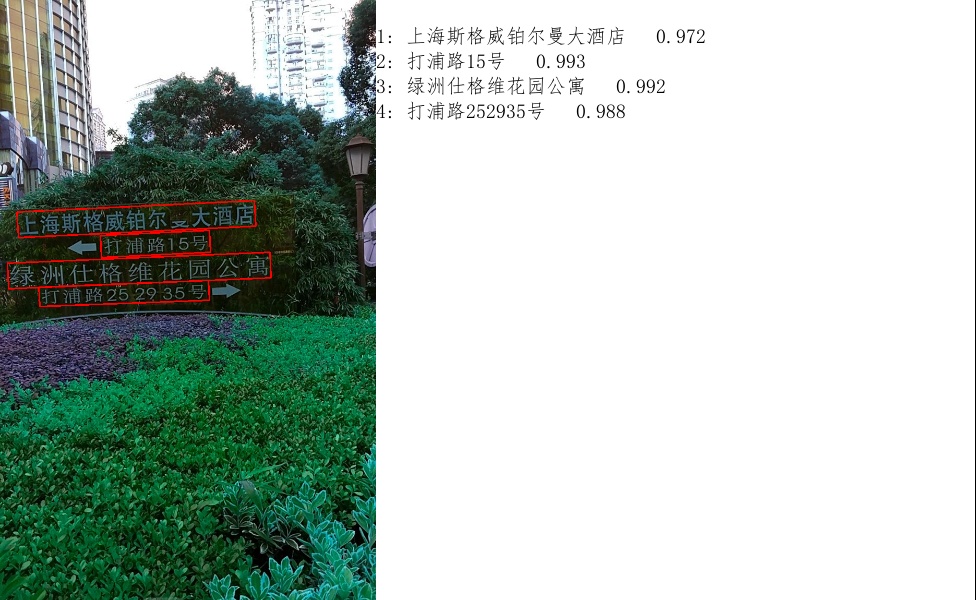 上海斯格威铂尔曼大酒店
打浦路15号
绿洲仕格维花园公寓
打浦路25 29 35号
1: 上海斯格威铂尔曼大酒店 0.972
2: 打浦路15号 0.993
3: 绿洲仕格维花园公寓 0.992
4: 打浦路252935号 0.988